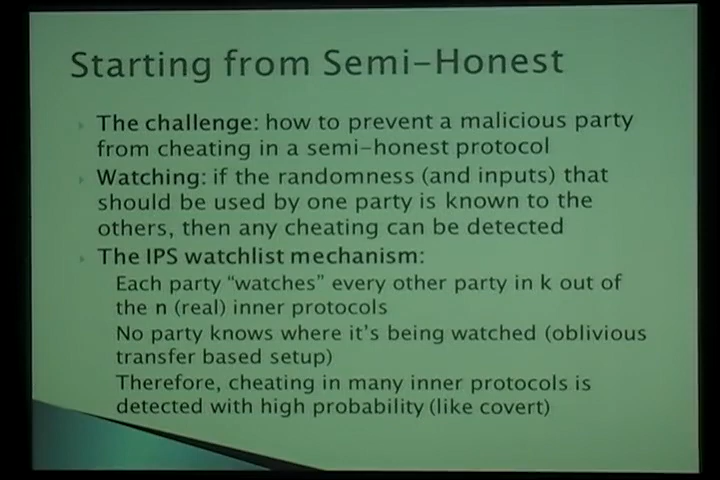 Starting from Semi-Honest
The challenge: how to prevent a malicious party
from cheating in a semi-honest protocol
Watching: if the randomness (and inputs) that
should be used by one party is known to the
others, then any cheating can be detected
The IPS watchlist mechanism:
Each party “watches” every other party in k out of
the n (real) inner protocols
No party knows where it's being watched (oblivious
transfer based setup)
Therefore, cheating in many inner protocols is
detected with high probability (like covert)